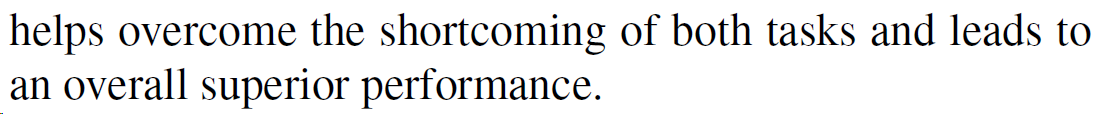 helps overcome the shortcoming of both tasks and leads to
an overall superior performance.